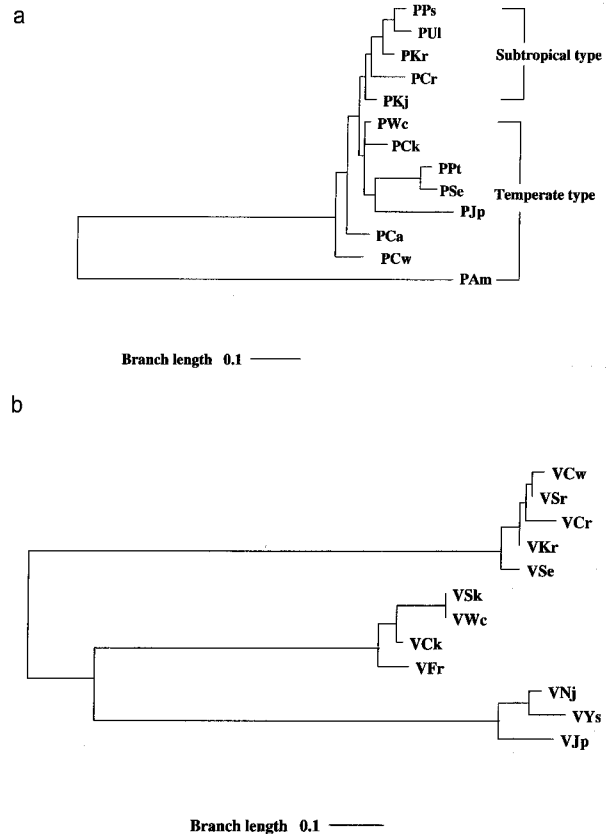 a
PPs
PUl
PKr
Subtropical type
PCr
PKj
PWc
PCk
PPt
PSe
Temperate type
PJp
PCa
PCw
PAm
Branch length 0.1
b
VCw
VSr
VCr
VKr
VSe
VSk
VWc
VCk
VFr
VNj
VYs
VJp
Branch length 0.1